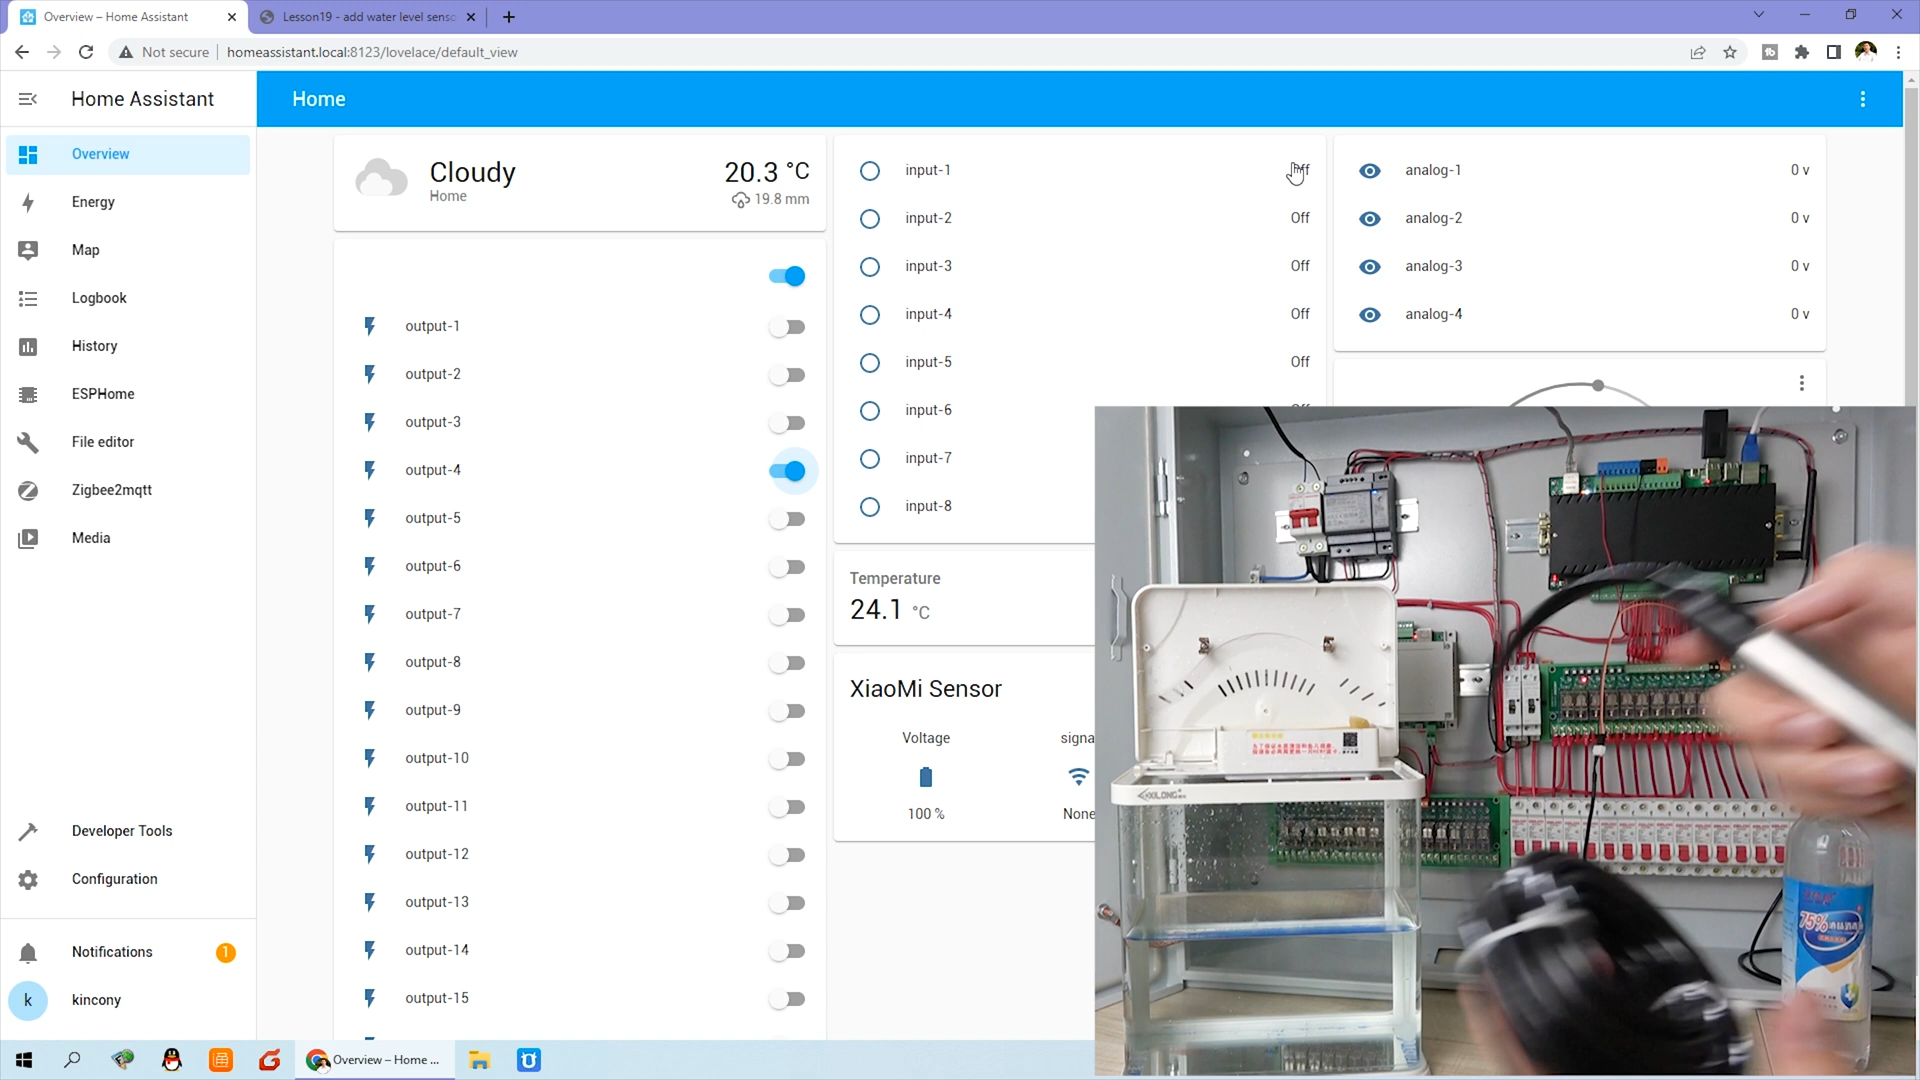 Overview – Home Assistant
Lesson19 - add water level senso
Not secure
homeassistant.local:8123/lovelace/default_view
Home Assistant
Home
Overview
Energy
Map
Logbook
History
ESPHome
File editor
Zigbee2mqtt
Media
Developer Tools
Configuration
Notifications
1
k
kincony
Cloudy
Home
20.3 °C
19.8 mm
output-1
output-2
output-3
output-4
output-5
output-6
output-7
output-8
output-9
output-10
output-11
output-12
output-13
output-14
output-15
input-1
Off
input-2
Off
input-3
Off
input-4
Off
input-5
Off
input-6
input-7
input-8
Temperature
24.1 °C
XiaoMi Sensor
Voltage
signa
100 %
None
analog-1
0 v
analog-2
0 v
analog-3
0 v
analog-4
0 v
75%
Overview – Home ...